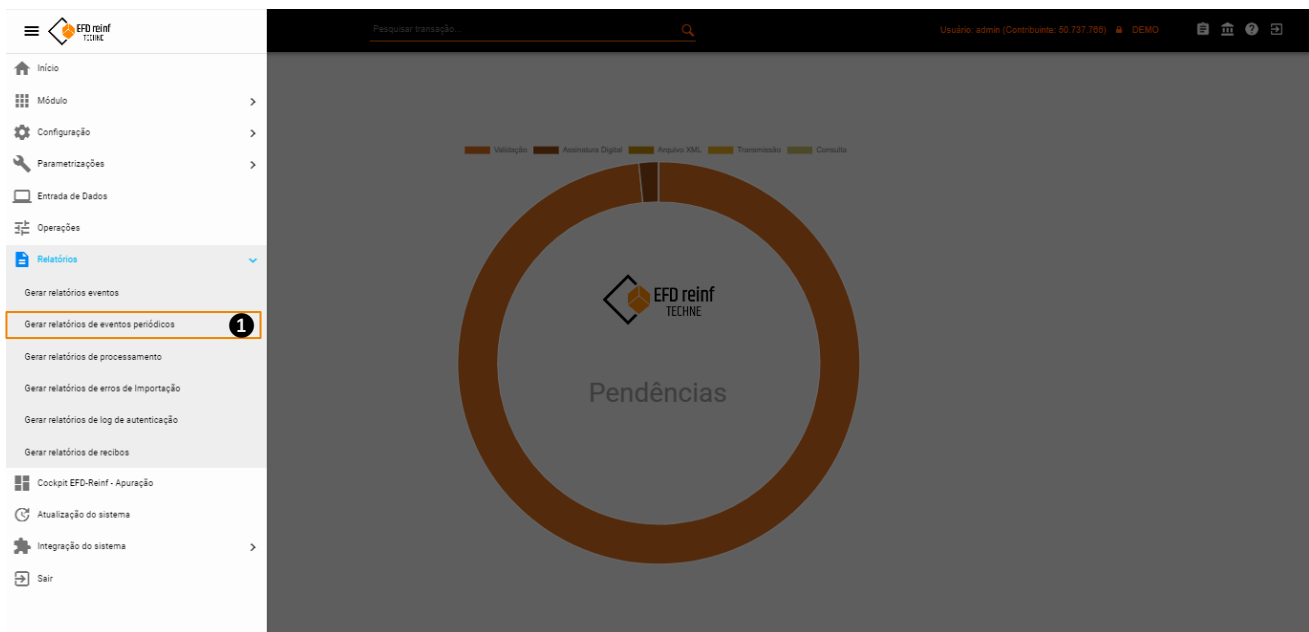 EFD reinf
TECHNE
Pesquisar transação...
Usuário: admin (Contribuinte: 50.737.766) DEMO
Início
Módulo
Configuração
Parametrizações
Entrada de Dados
Operações
Relatórios
Gerar relatórios eventos
Gerar relatórios de eventos periódicos
1
Gerar relatórios de processamento
Gerar relatórios de erros de Importação
Gerar relatórios de log de autenticação
Gerar relatórios de recibos
Cockpit EFD-Reinf - Apuração
Atualização do sistema
Integração do sistema
Sair
Validação Assinatura Digital Arquivo XML Transmissão Consulta
EFD reinf
TECHNE
Pendências